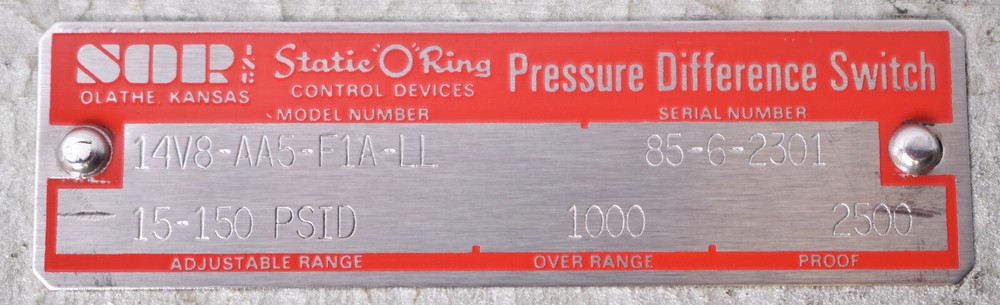 SOR INC. Static "O" Ring Pressure Difference Switch
OLATHE, KANSAS CONTROL DEVICES
MODEL NUMBER SERIAL NUMBER
14V8-AA5-F1A-LL 85-6-2301
15-150 PSID 1000 2500
ADJUSTABLE RANGE OVER RANGE PROOF